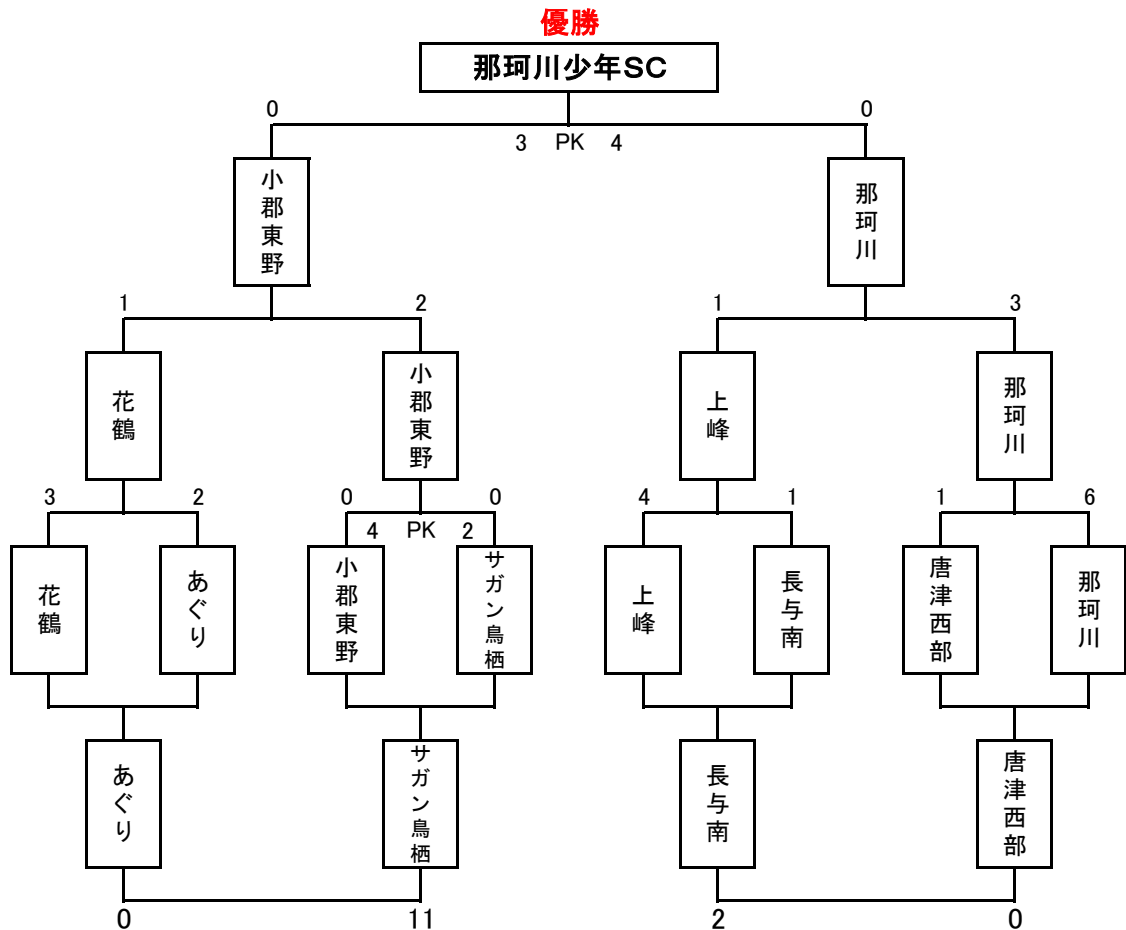 優勝
那珂川少年SC
0 0
3 PK 4
小郡東野 那珂川
1 2 1 3
花鶴 小郡東野 上峰 那珂川
3 2 0 0 4 1 1 6
4 PK 2
花鶴 あぐり 小郡東野 サガン鳥栖 上峰 長与南 唐津西部 那珂川
あぐり サガン鳥栖 長与南 唐津西部
0 11 2 0